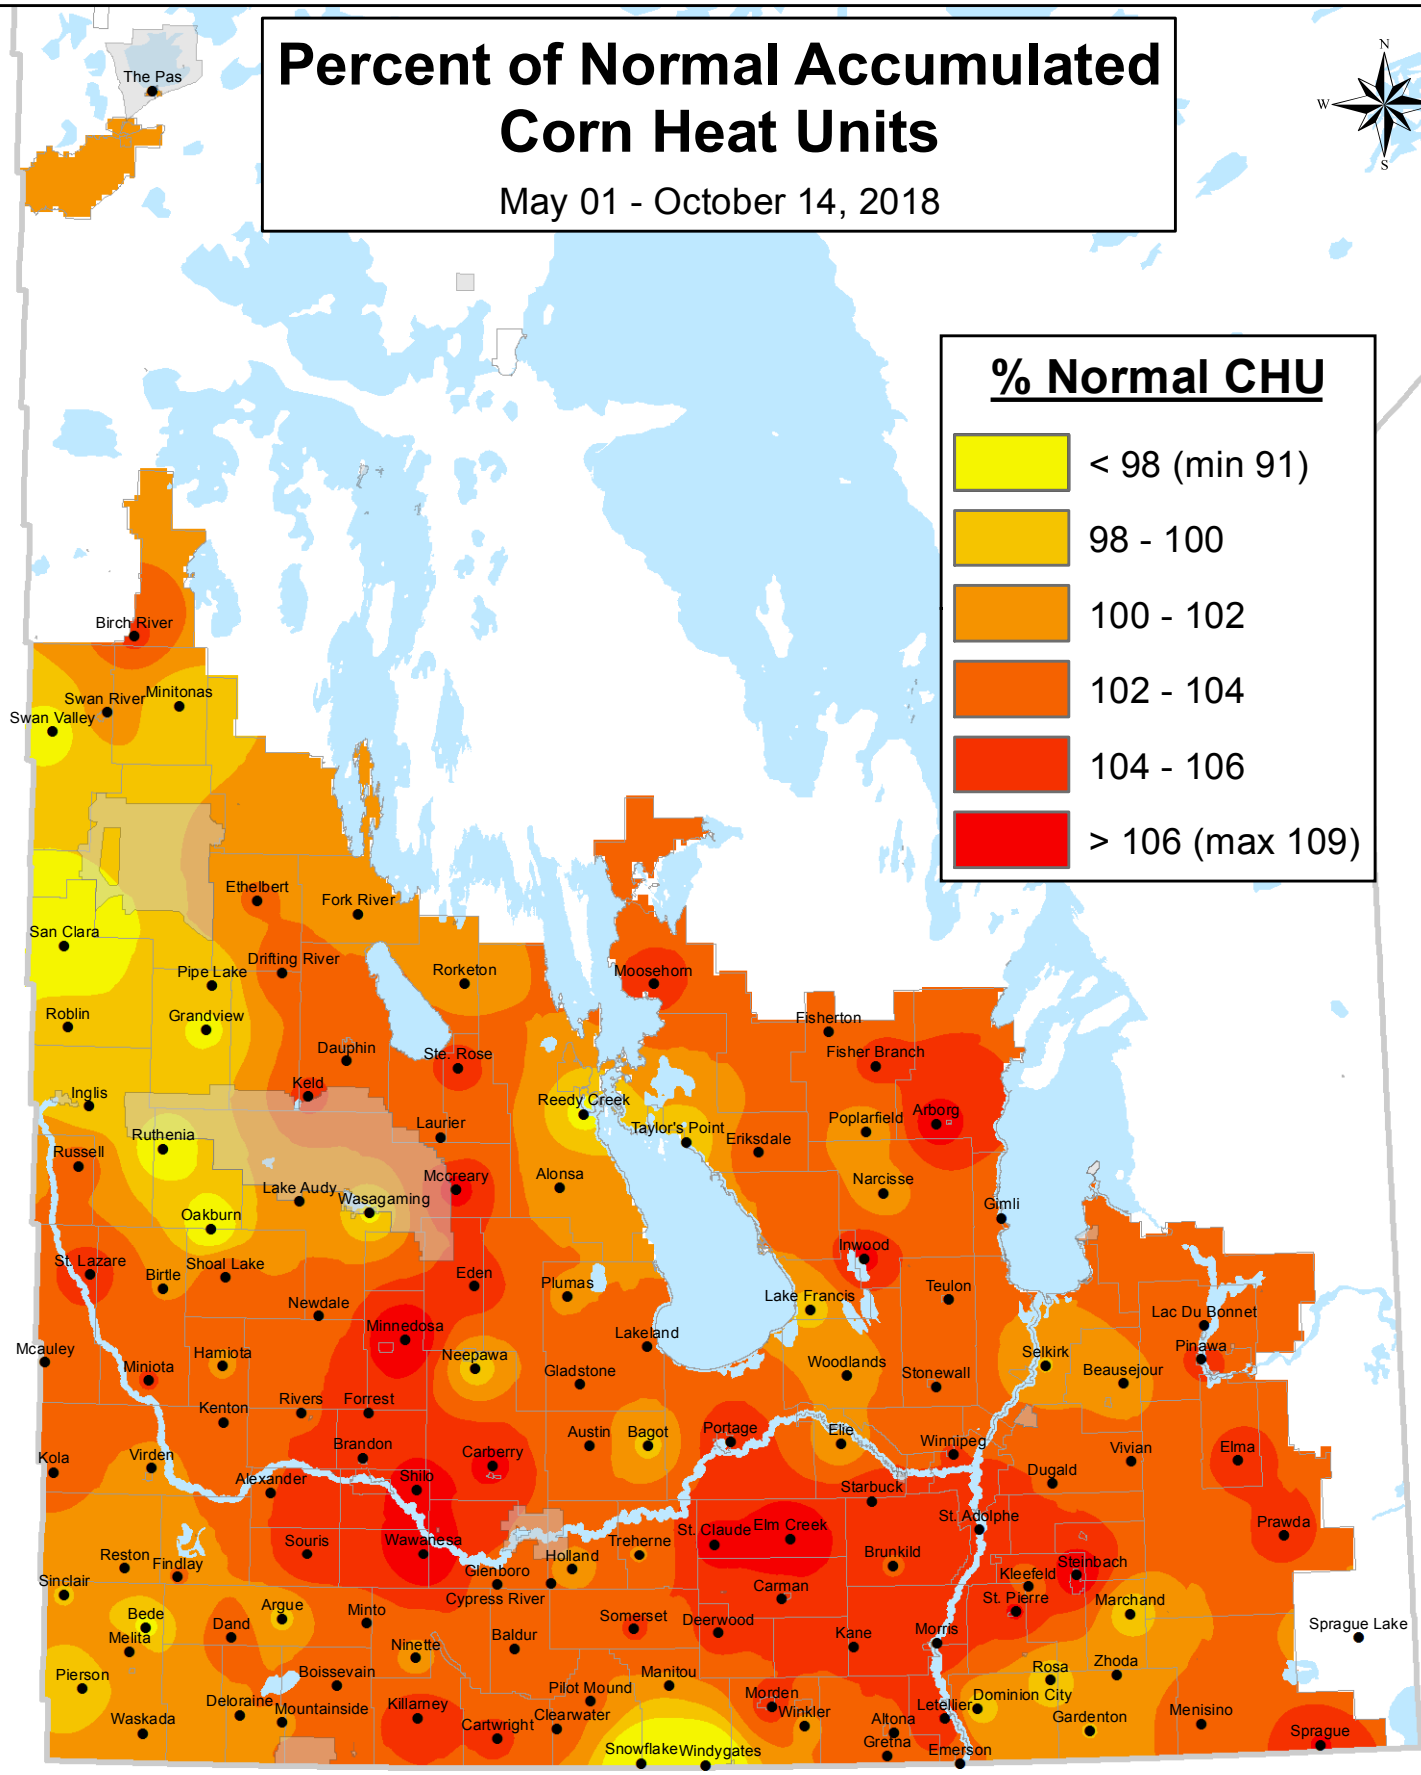 Percent of Normal Accumulated
Corn Heat Units
May 01 - October 14, 2018
N
W
S
% Normal CHU
< 98 (min 91)
98 - 100
100 - 102
102 - 104
104 - 106
> 106 (max 109)
The Pas
Birch River
Swan River
Minitonas
Swan Valley
Ethelbert
Fork River
San Clara
Drifting River
Pipe Lake
Rorketon
Moosehorn
Roblin
Grandview
Fisherton
Dauphin
Ste. Rose
Fisher Branch
Keld
Inglis
Reedy Creek
Poplarfield
Arborg
Ruthenia
Laurier
Taylor's Point
Eriksdale
Russell
Mccreary
Alonsa
Narcisse
Lake Audy
Wasagaming
Gimli
Oakburn
St. Lazare
Birtle
Shoal Lake
Eden
Plumas
Inwood
Newdale
Lake Francis
Teulon
Lac Du Bonnet
Minnedosa
Lakeland
Mcauley
Miniota
Hamiota
Neepawa
Gladstone
Woodlands
Stonewall
Selkirk
Beausejour
Pinawa
Kenton
Rivers
Forrest
Austin
Bagot
Portage
Elie
Winnipeg
Vivian
Elma
Kola
Virden
Alexander
Brandon
Shilo
Carberry
Starbuck
Dugald
St. Claude
Elm Creek
St. Adolphe
Prawda
Reston
Findlay
Souris
Wawanesa
Glenboro
Holland
Treherne
Brunkild
Kleefeld
Steinbach
Sinclair
Cypress River
Carman
St. Pierre
Marchand
Bede
Argue
Minto
Somerset
Deerwood
Melita
Dand
Ninette
Baldur
Kane
Morris
Sprague Lake
Pierson
Boissevain
Pilot Mound
Manitou
Rosa
Zhoda
Deloraine
Mountainside
Killarney
Clearwater
Morden
Winkler
Letellier
Dominion City
Waskada
Cartwright
Altona
Gardenton
Menisino
Snowflake
Windygates
Gretna
Emerson
Sprague